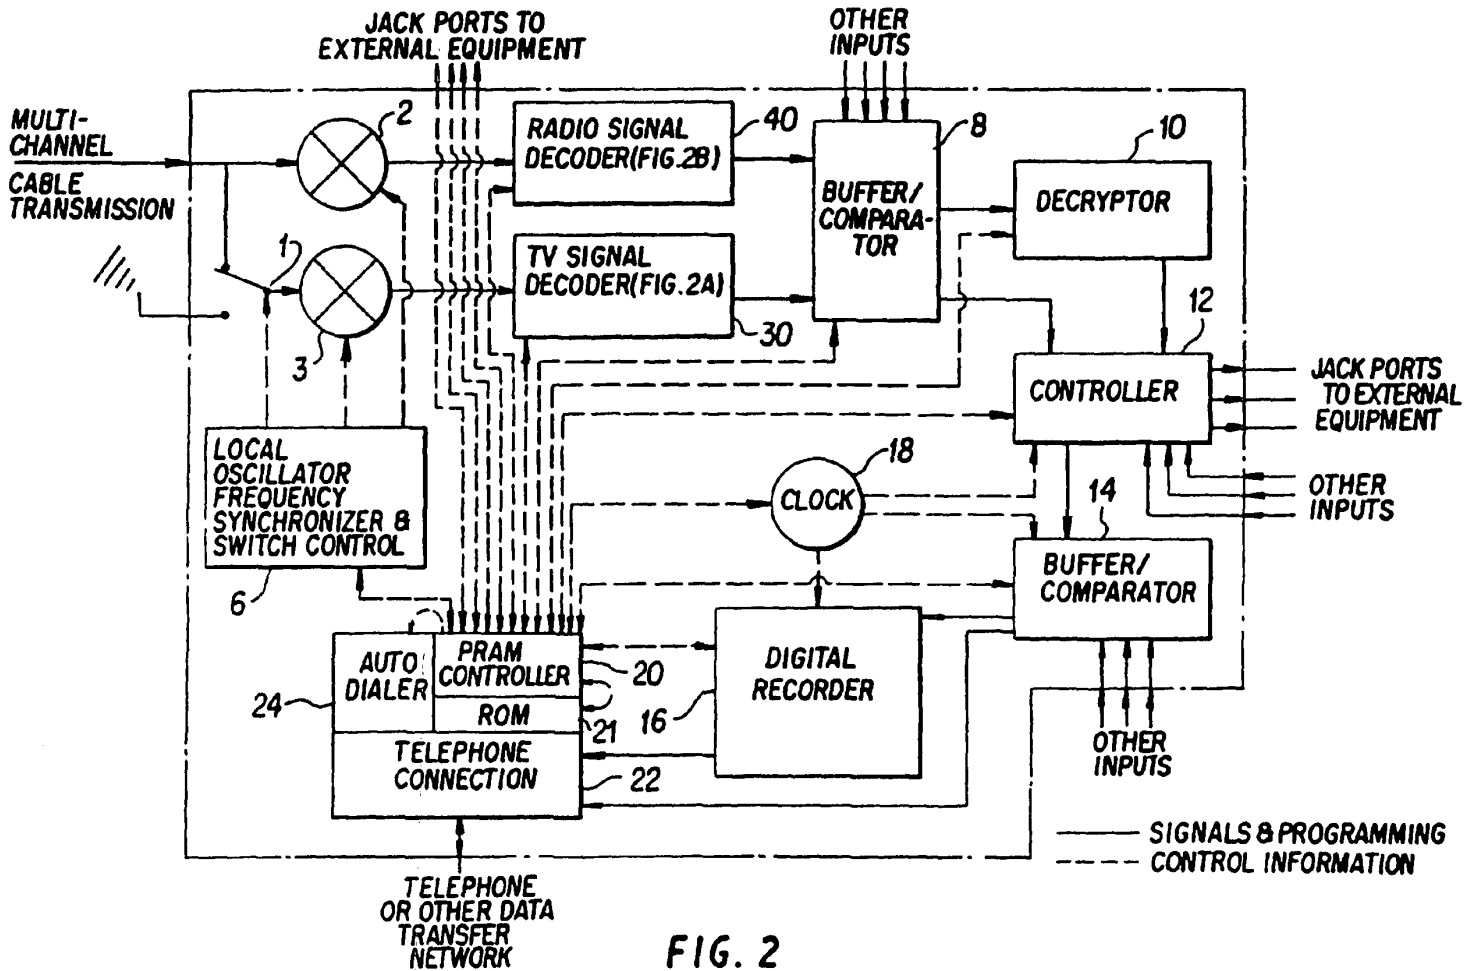 JACK PORTS TO
EXTERNAL EQUIPMENT
OTHER
INPUTS
MULTI-
CHANNEL
CABLE
TRANSMISSION
2
RADIO SIGNAL
DECODER(FIG.2B)
40
8
BUFFER/
COMPARA-
TOR
10
DECRYPTOR
1
3
TV SIGNAL
DECODER(FIG.2A)
30
12
CONTROLLER
JACK PORTS
TO EXTERNAL
EQUIPMENT
LOCAL
OSCILLATOR
FREQUENCY
SYNCHRONIZER &
SWITCH CONTROL
6
18
CLOCK
14
OTHER
INPUTS
BUFFER/
COMPARATOR
AUTO
DIALER
24
PRAM
CONTROLLER
20
ROM
21
TELEPHONE
CONNECTION
22
16
DIGITAL
RECORDER
OTHER
INPUTS
SIGNALS & PROGRAMMING
CONTROL INFORMATION
TELEPHONE
OR OTHER DATA
TRANSFER
NETWORK
FIG. 2